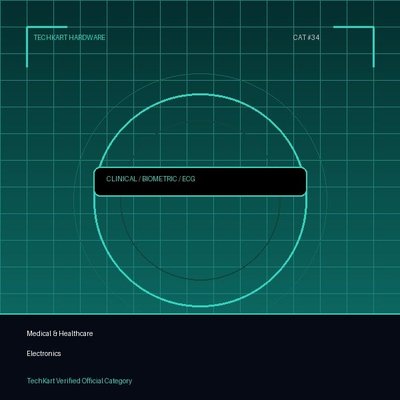 TECHKART HARDWARE
CAT #34
CLINICAL / BIOMETRIC / ECG
Medical & Healthcare
Electronics
TechKart Verified Official Category